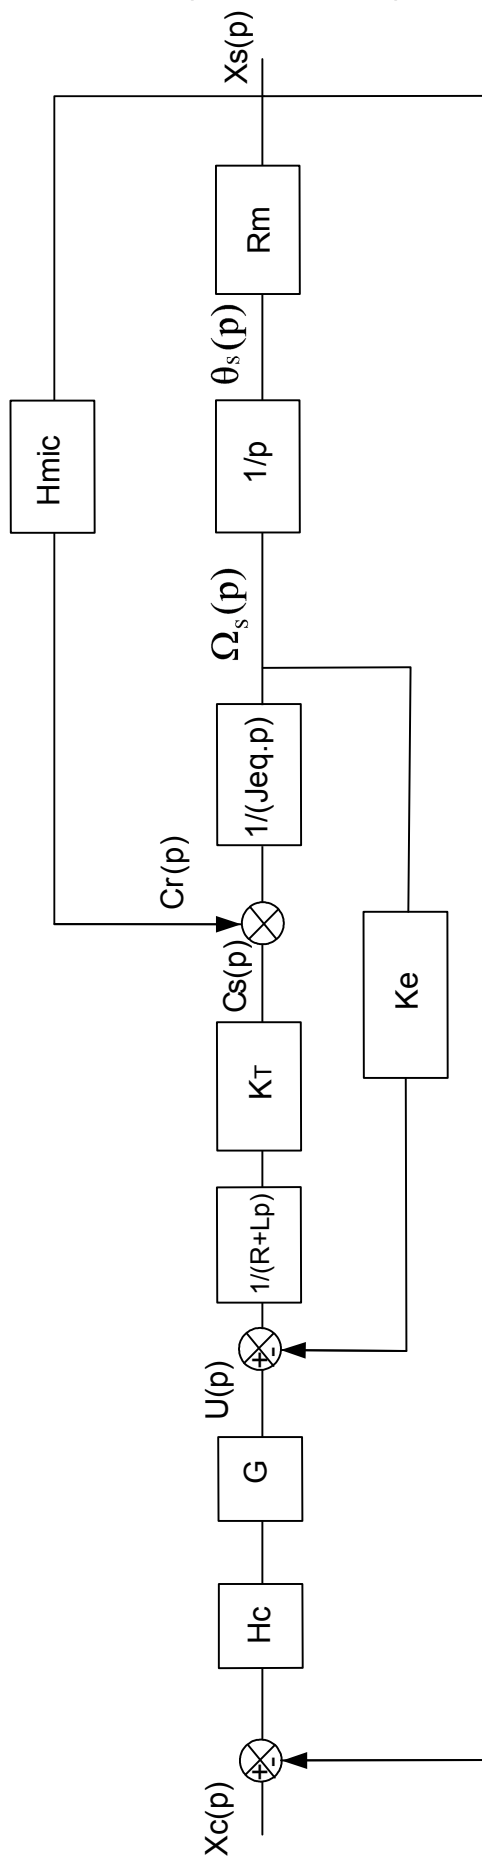 Xc(p)
+
-
Hc
G
U(p)
+
-
1/(R+Lp)
KT
Cs(p)
Cr(p)
1/(Jeq.p)
Ωs(p)
1/p
θs(p)
Rm
Xs(p)
Hmic
Ke